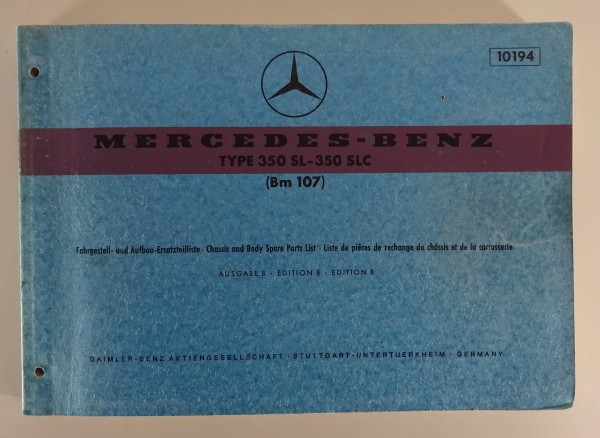 10194
MERCEDES-BENZ
TYPE 350 SL-350 SLC
(Bm 107)
Fahrgestell- und Aufbau-Ersatzteilliste · Chassis and Body Spare Parts List · Liste de pièces de rechange du châssis et de la carrosserie
AUSGABE B · EDITION B · EDITION B
DAIMLER-BENZ AKTIENGESELLSCHAFT · STUTTGART-UNTERTUERKHEIM · GERMANY